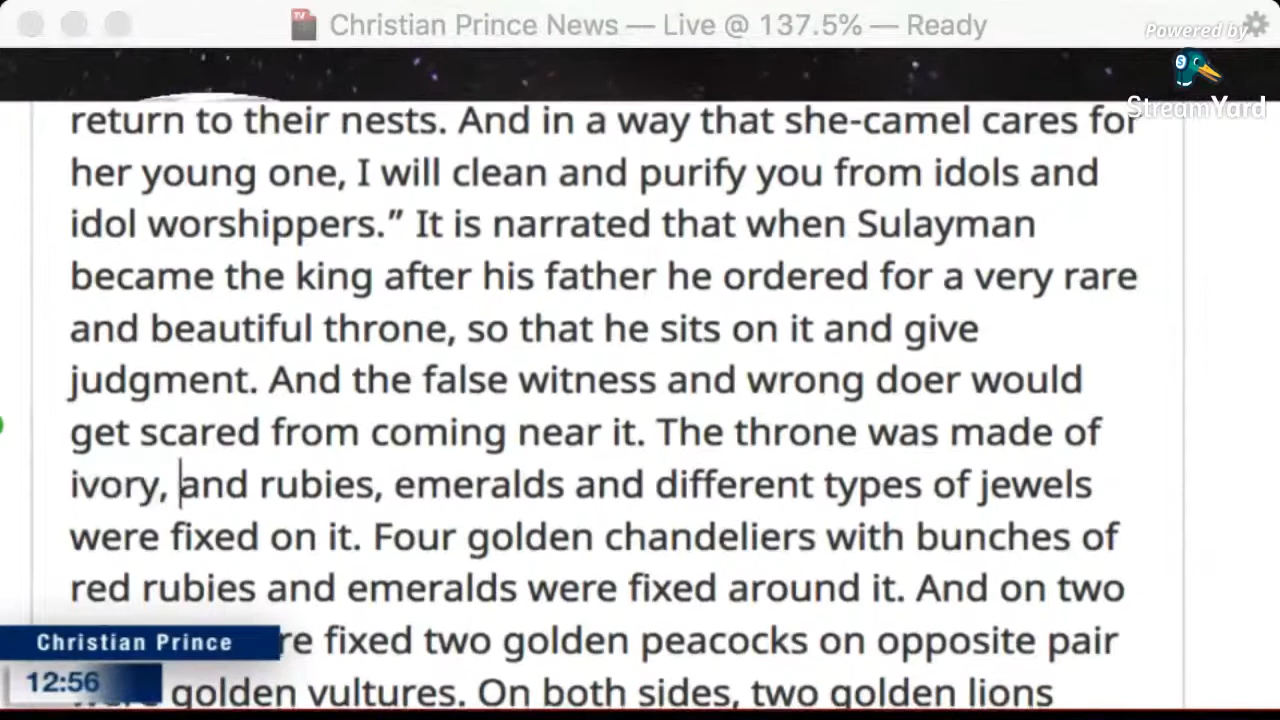 Christian Prince News — Live @ 137.5% — Ready
Powered by
StreamYard
return to their nests. And in a way that she-camel cares for
her young one, I will clean and purify you from idols and
idol worshippers.” It is narrated that when Sulayman
became the king after his father he ordered for a very rare
and beautiful throne, so that he sits on it and give
judgment. And the false witness and wrong doer would
get scared from coming near it. The throne was made of
ivory, and rubies, emeralds and different types of jewels
were fixed on it. Four golden chandeliers with bunches of
red rubies and emeralds were fixed around it. And on two
re fixed two golden peacocks on opposite pair
golden vultures. On both sides, two golden lions
Christian Prince
12:56